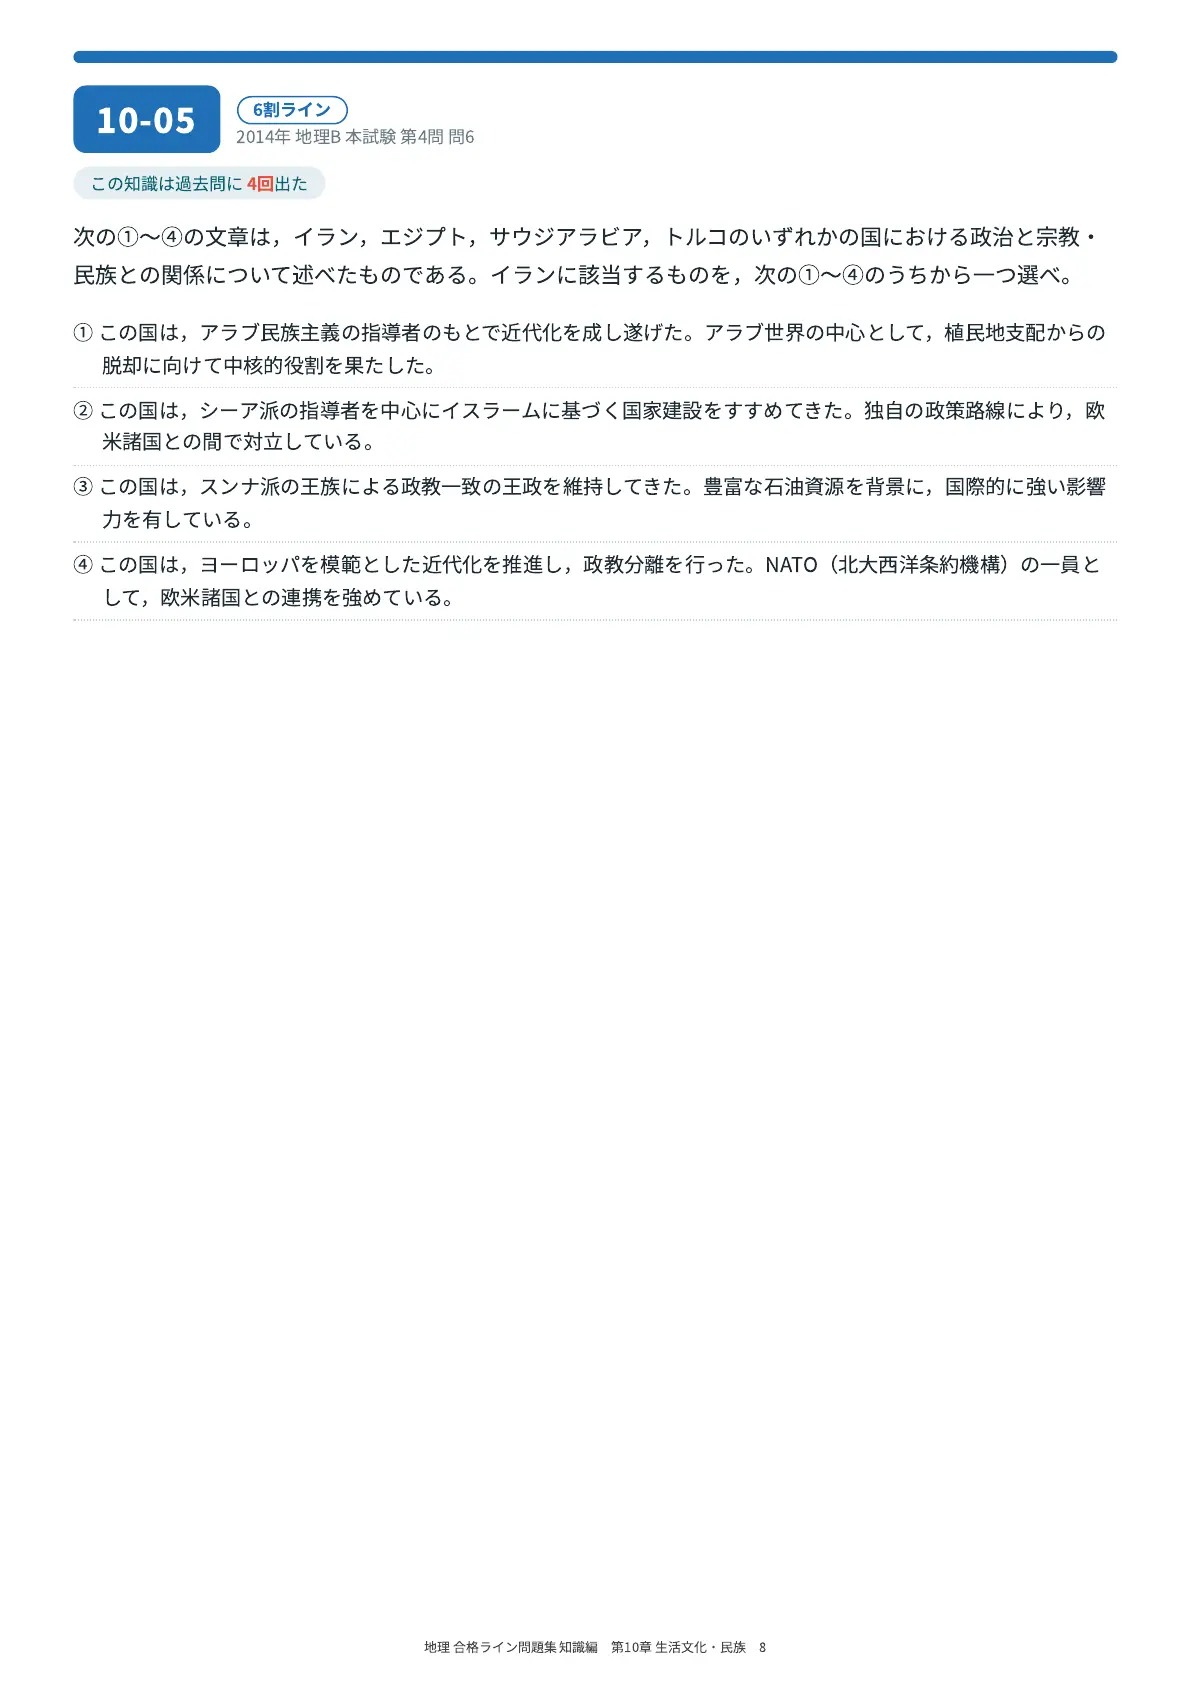 10-05
6割ライン
2014年 地理B 本試験 第4問 問6
この知識は過去問に 4回出た
次の①～④の文章は，イラン，エジプト，サウジアラビア，トルコのいずれかの国における政治と宗教・
民族との関係について述べたものである。イランに該当するものを，次の①～④のうちから一つ選べ。
① この国は，アラブ民族主義の指導者のもとで近代化を成し遂げた。アラブ世界の中心として，植民地支配からの
脱却に向けて中核的役割を果たした。
② この国は，シーア派の指導者を中心にイスラームに基づく国家建設をすすめてきた。独自の政策路線により，欧
米諸国との間で対立している。
③ この国は，スンナ派の王族による政教一致の王政を維持してきた。豊富な石油資源を背景に，国際的に強い影響
力を有している。
④ この国は，ヨーロッパを模範とした近代化を推進し，政教分離を行った。NATO（北大西洋条約機構）の一員と
して，欧米諸国との連携を強めている。
地理 合格ライン問題集 知識編　第10章 生活文化・民族　8